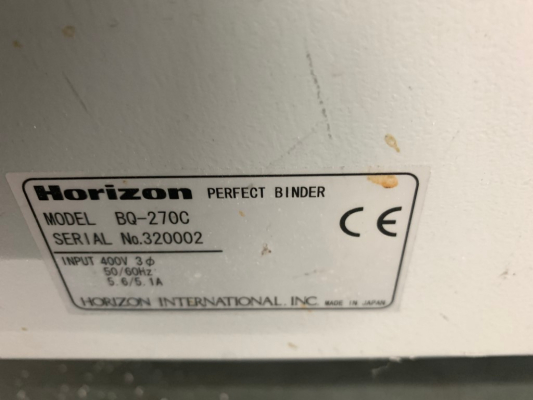 Horizon PERFECT BINDER
MODEL BQ-270C
SERIAL No.320002
INPUT 400V 3φ
50/60Hz
5.6/5.1A
CE
HORIZON INTERNATIONAL. INC. MADE IN JAPAN